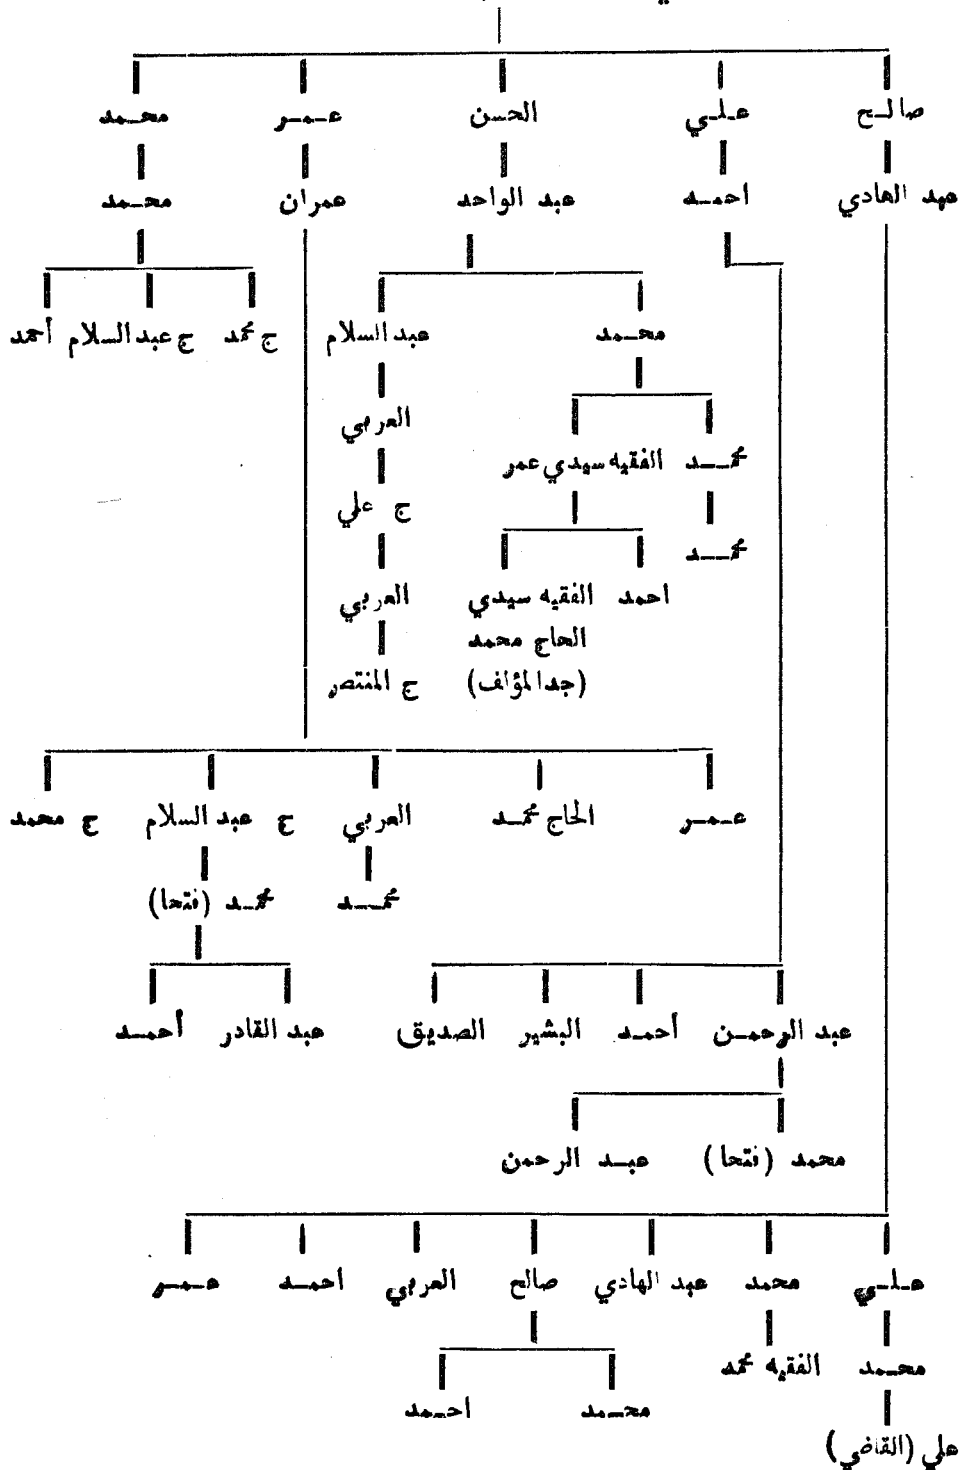 صالح علي الحسن عمر محمد
عبد الهادي احمد عبد الواحد عمران محمد
محمد عبد السلام ج محمد ج عبد السلام أحمد
العربي
محمد الفقيه سيدي عمر
ج علي
محمد
احمد الفقيه سيدي العربي
الحاج محمد
(جد المؤلف) ج المنتصر
عمر الحاج محمد العربي ج عبد السلام ج محمد
محمد محمد (فتحا)
عبد الرحمن أحمد البشير الصديق عبد القادر أحمد
محمد (فتحا) عبد الرحمن
علي محمد عبد الهادي صالح العربي احمد عمر
محمد الفقيه محمد
محمد احمد
علي (القاضي)